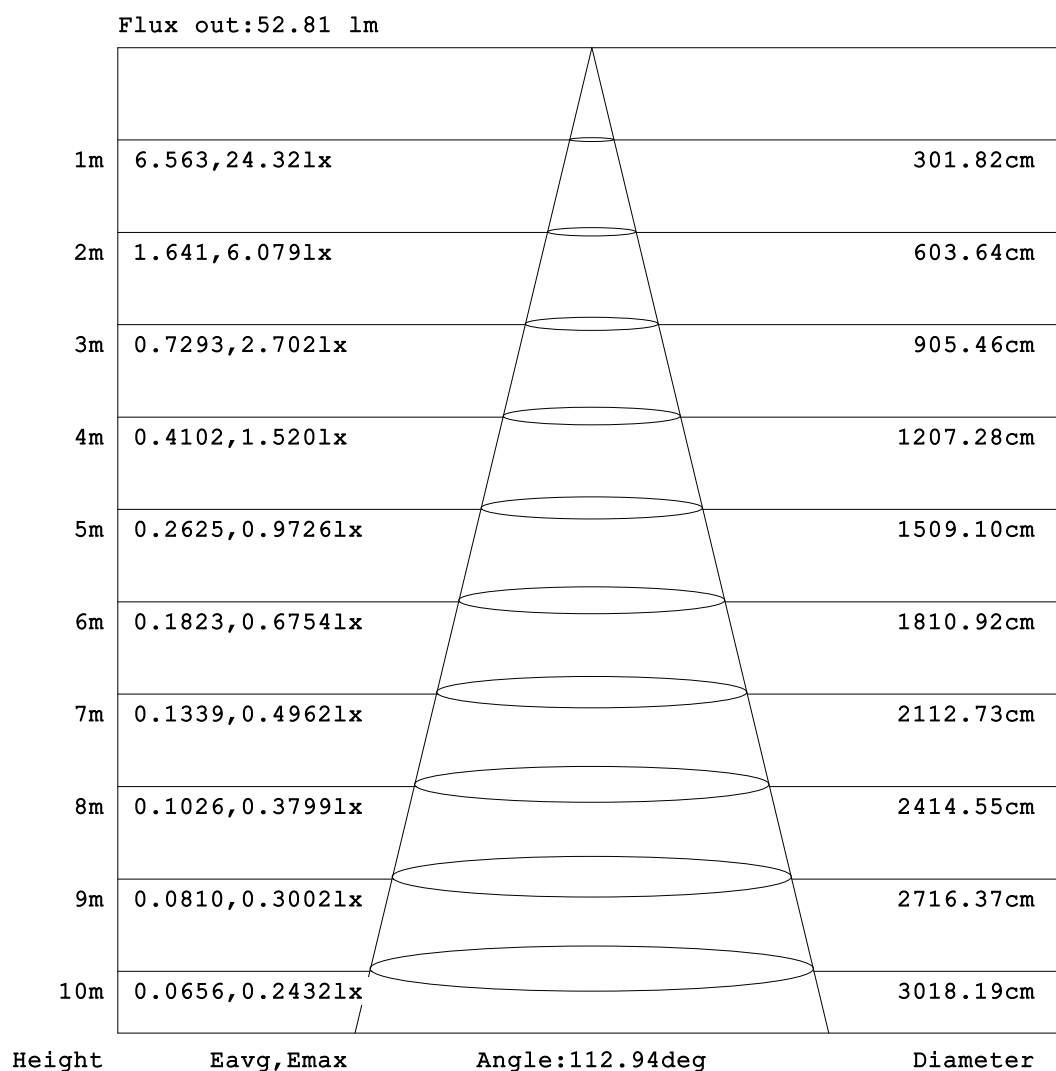 Flux out:52.81 lm
1m 6.563,24.32lx 301.82cm
2m 1.641,6.079lx 603.64cm
3m 0.7293,2.702lx 905.46cm
4m 0.4102,1.520lx 1207.28cm
5m 0.2625,0.9726lx 1509.10cm
6m 0.1823,0.6754lx 1810.92cm
7m 0.1339,0.4962lx 2112.73cm
8m 0.1026,0.3799lx 2414.55cm
9m 0.0810,0.3002lx 2716.37cm
10m 0.0656,0.2432lx 3018.19cm
Height Eavg,Emax Angle:112.94deg Diameter